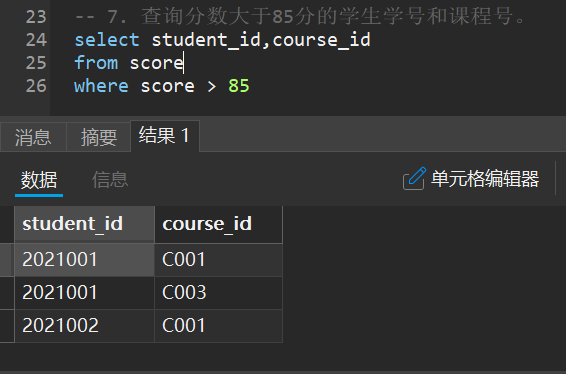 23 -- 7. 查询分数大于85分的学生学号和课程号。
24 select student_id,course_id
25 from score
26 where score > 85
消息 摘要 结果 1
数据 信息 单元格编辑器
student_id course_id
2021001 C001
2021001 C003
2021002 C001